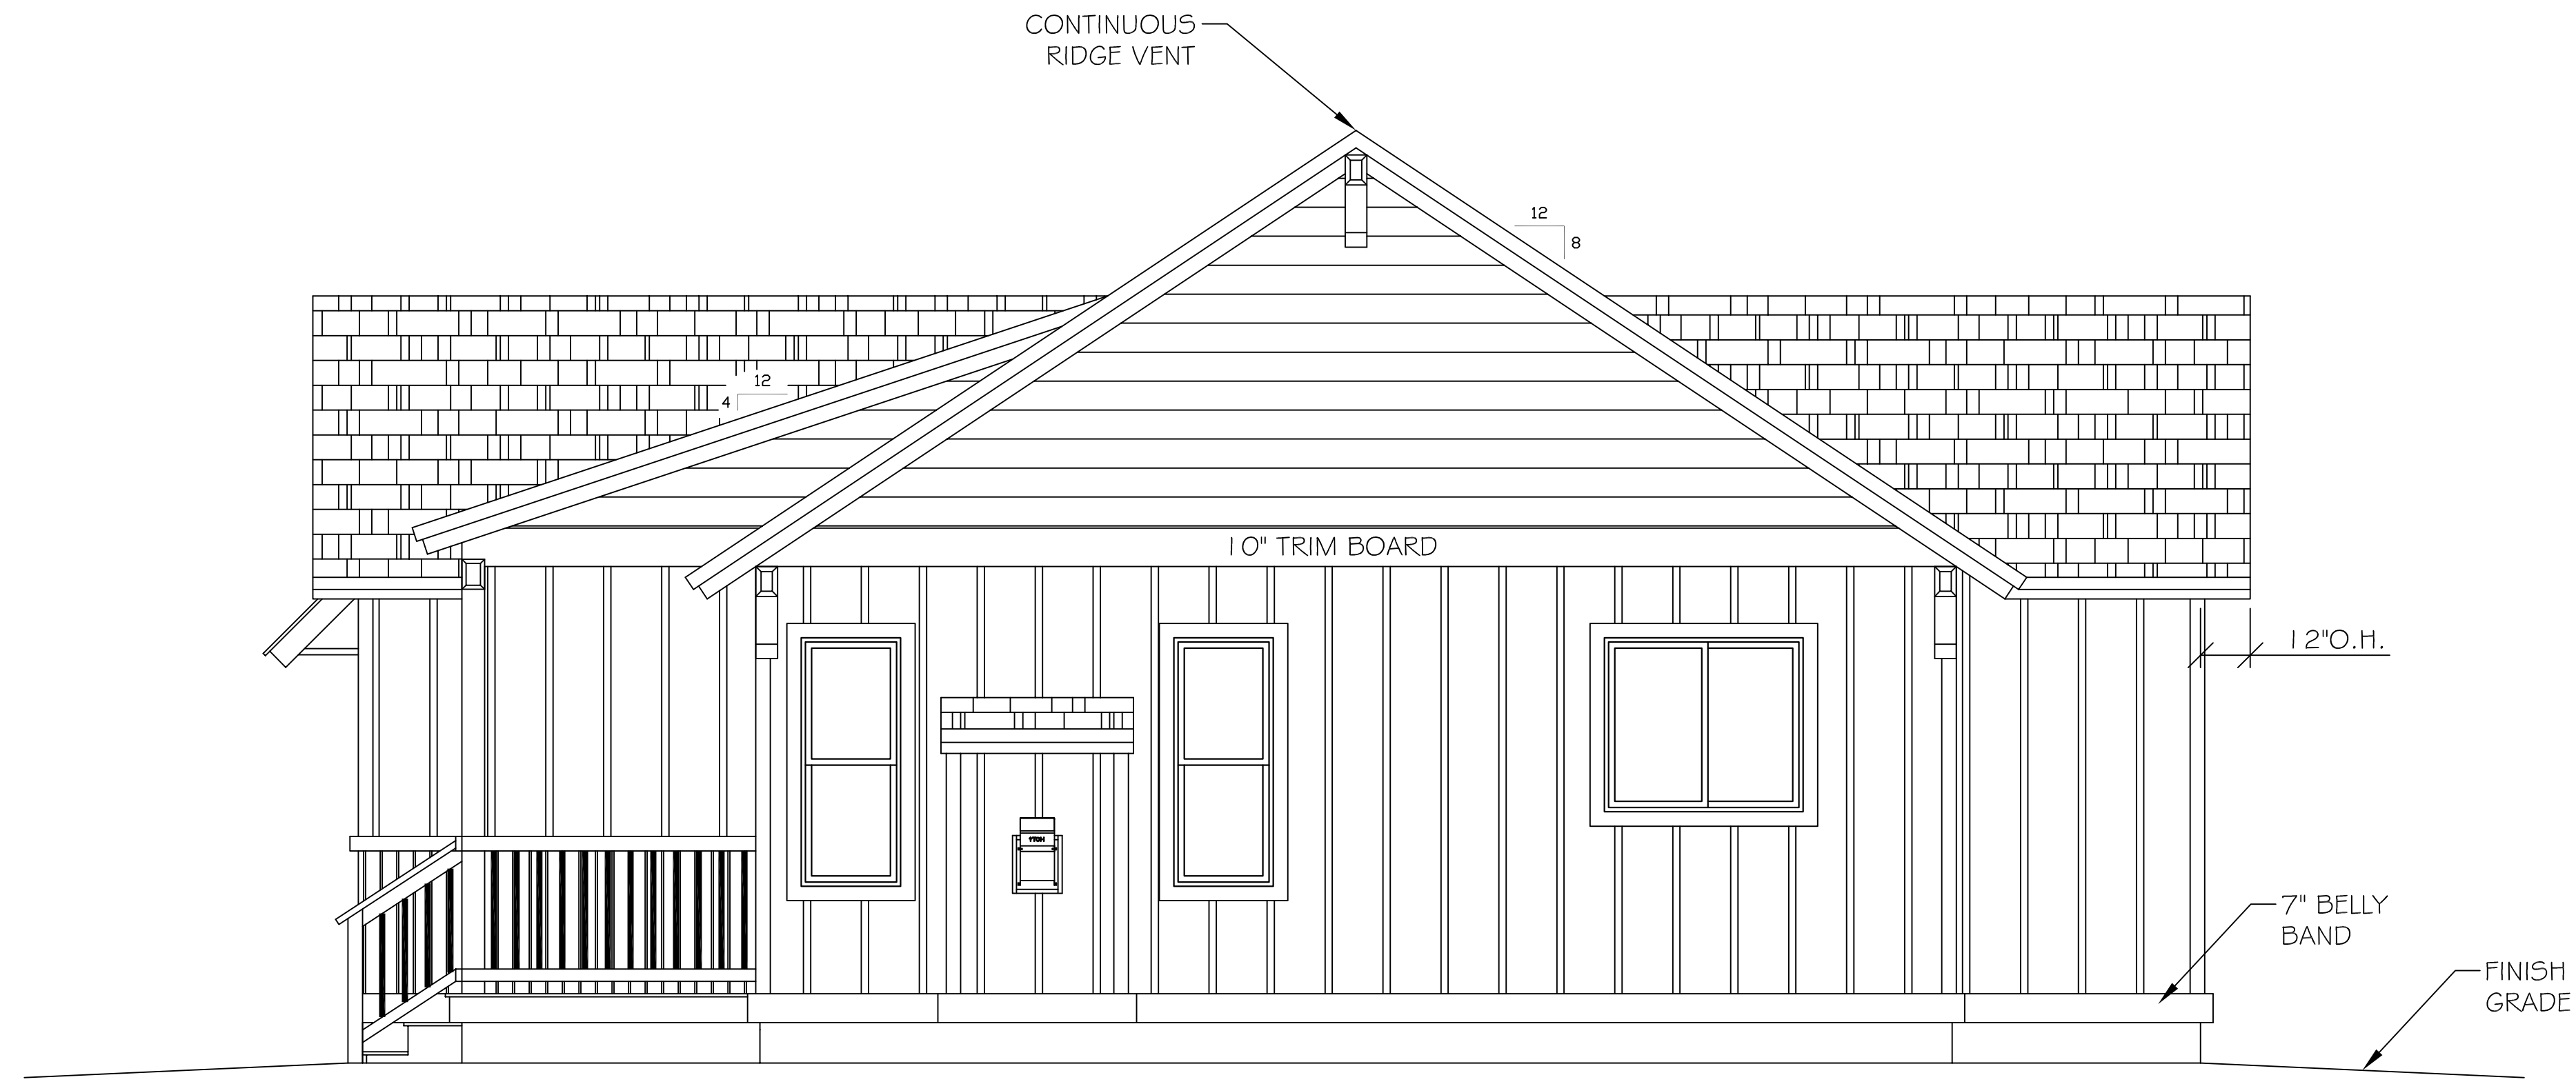 CONTINUOUS
RIDGE VENT
12
8
12
4
10" TRIM BOARD
12"O.H.
7" BELLY
BAND
FINISH
GRADE